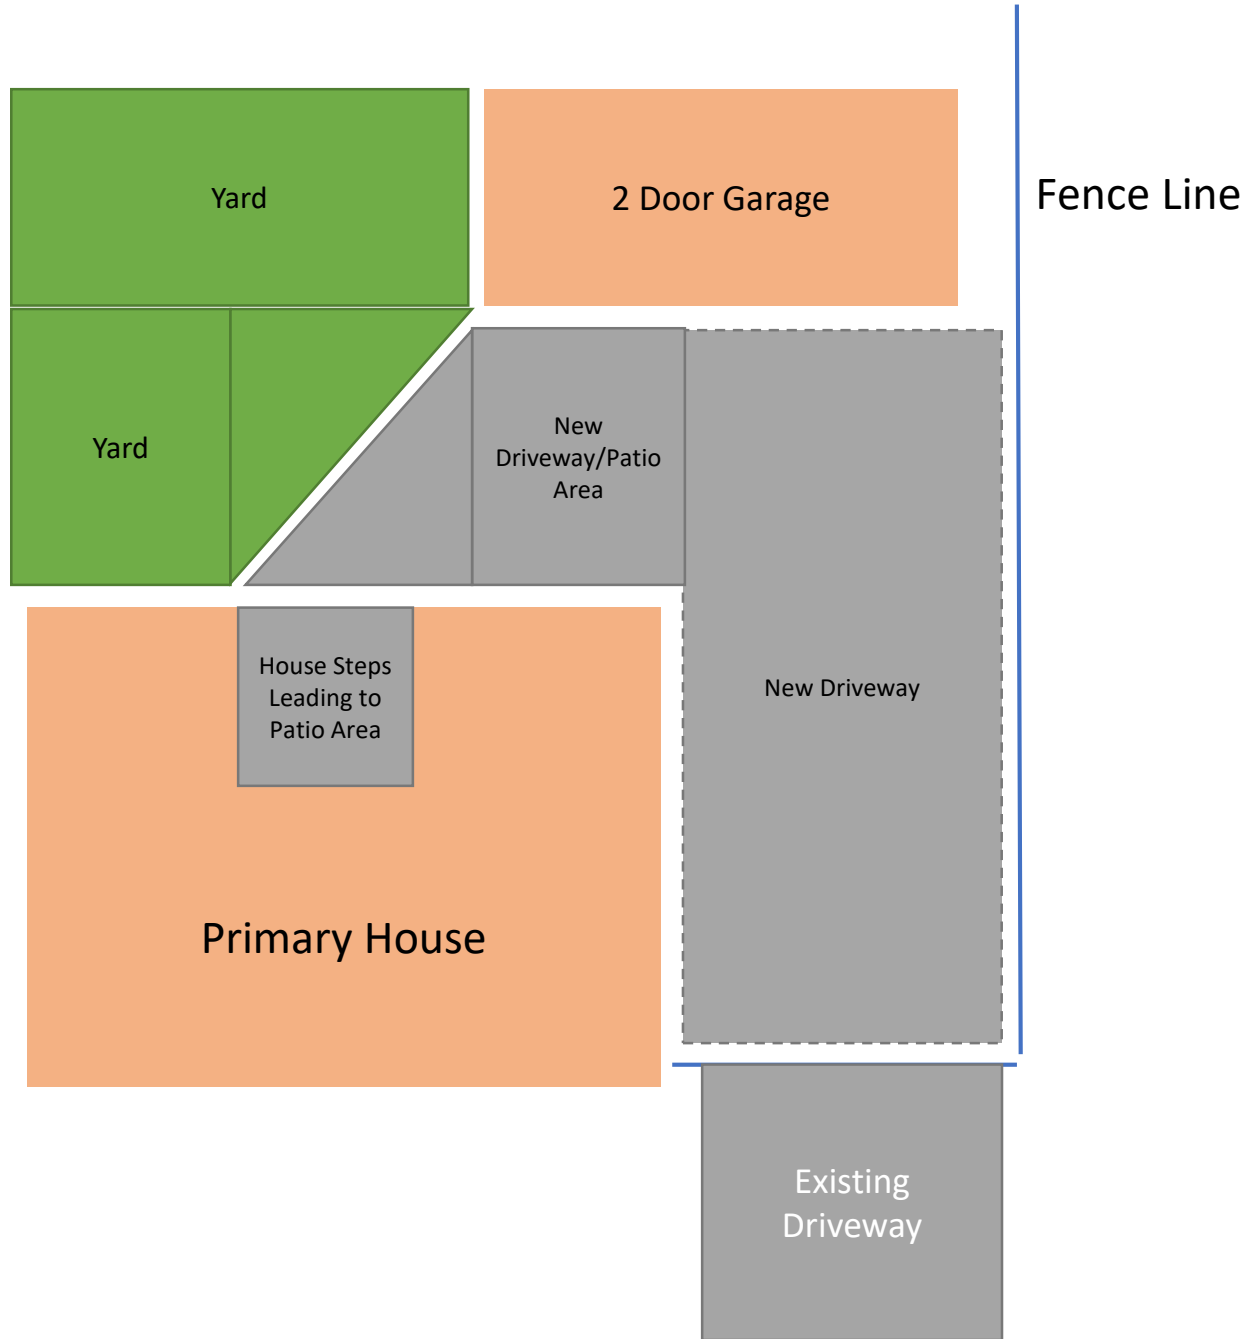 Yard
2 Door Garage
Fence Line
Yard
New
Driveway/Patio
Area
House Steps
Leading to
Patio Area
New Driveway
Primary House
Existing
Driveway